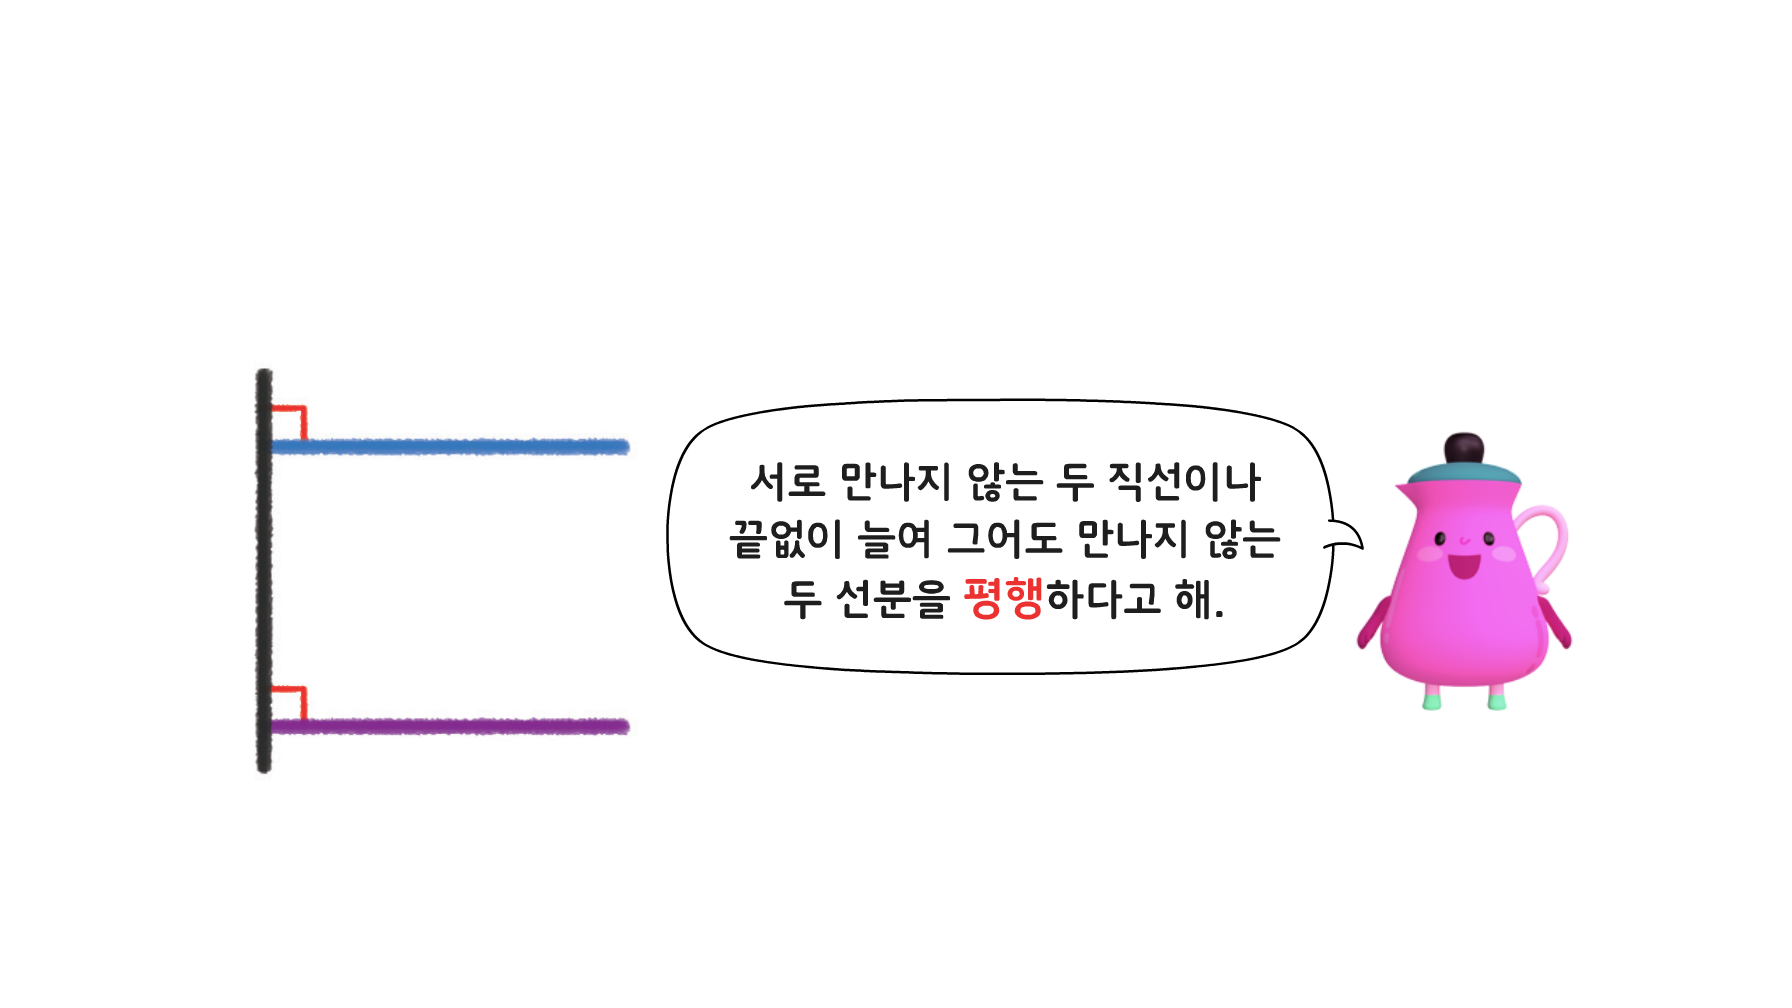 서로 만나지 않는 두 직선이나
끝없이 늘여 그어도 만나지 않는
두 선분을 평행하다고 해.